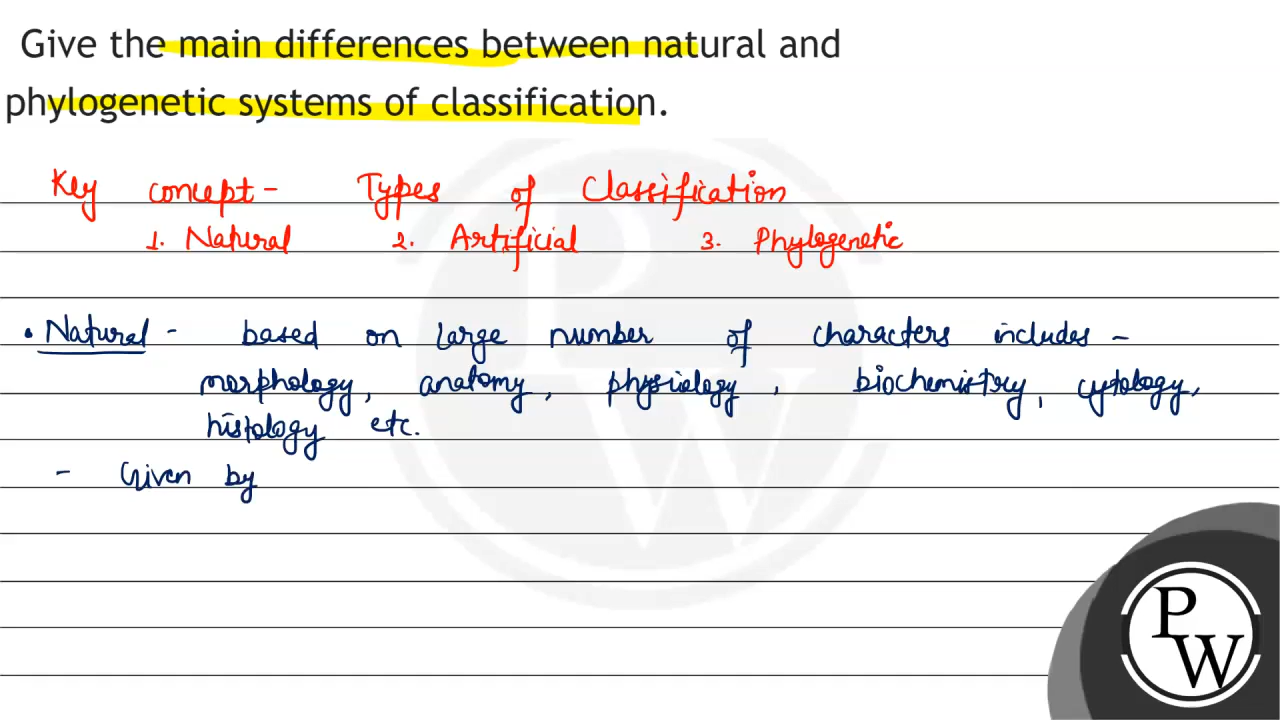 Give the main differences between natural and
phylogenetic systems of classification.
Key concept - Types of Classification
1. Natural 2. Artificial 3. Phylogenetic
• Natural - based on large number of characters includes -
morphology, anatomy, physiology, biochemistry, cytology,
histology etc.
- Given by
PW